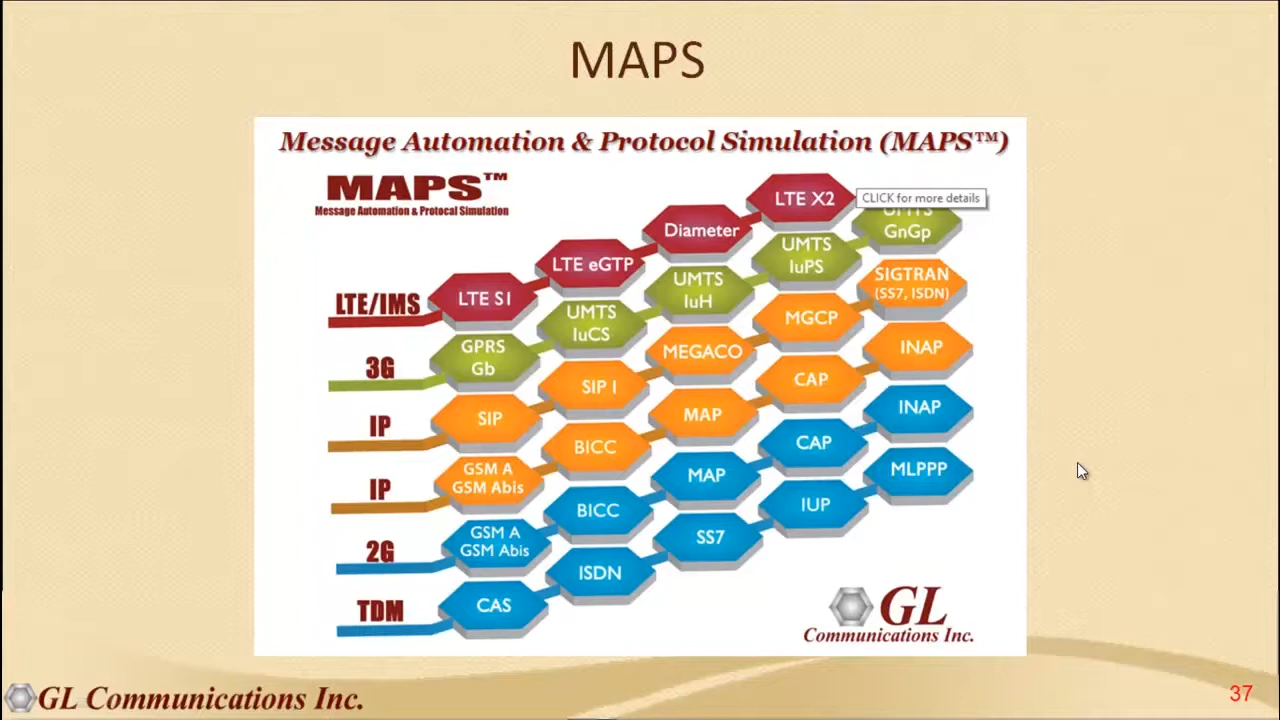 MAPS
Message Automation & Protocol Simulation (MAPS™)
MAPS™
Message Automation & Protocal Simulation
LTE/IMS
LTE S1
LTE eGTP
Diameter
LTE X2
CLICK for more details
3G
GPRS
Gb
UMTS
IuCS
UMTS
IuH
UMTS
IuPS
UMTS
GnGp
IP
SIP
SIP I
MEGACO
MGCP
SIGTRAN
(SS7, ISDN)
IP
GSM A
GSM Abis
BICC
MAP
CAP
INAP
2G
GSM A
GSM Abis
BICC
MAP
CAP
INAP
TDM
CAS
ISDN
SS7
IUP
MLPPP
GL
Communications Inc.
GL Communications Inc.
37